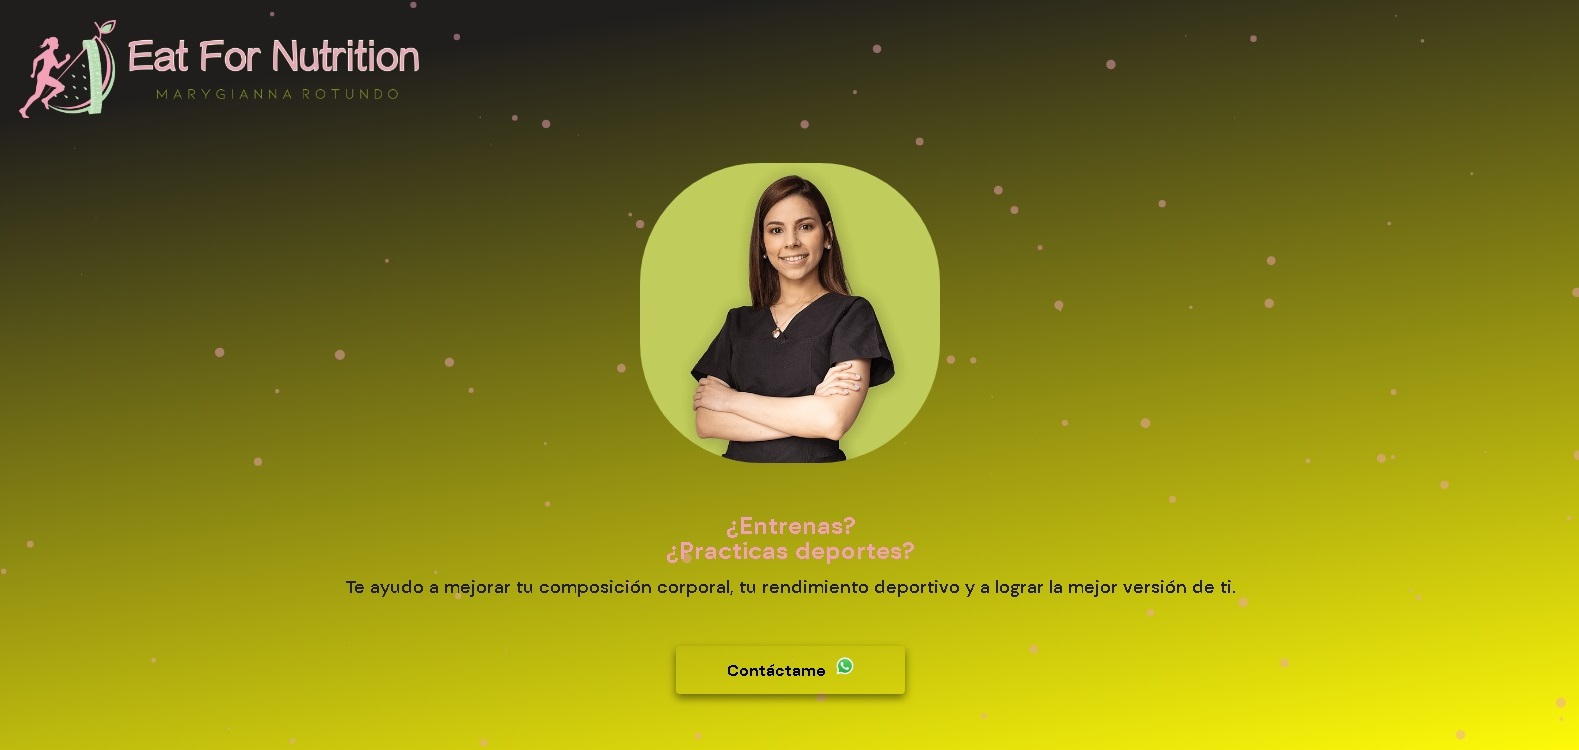 Eat For Nutrition
MARYGIANNA ROTUNDO
¿Entrenas?
¿Practicas deportes?
Te ayudo a mejorar tu composición corporal, tu rendimiento deportivo y a lograr la mejor versión de ti.
Contáctame